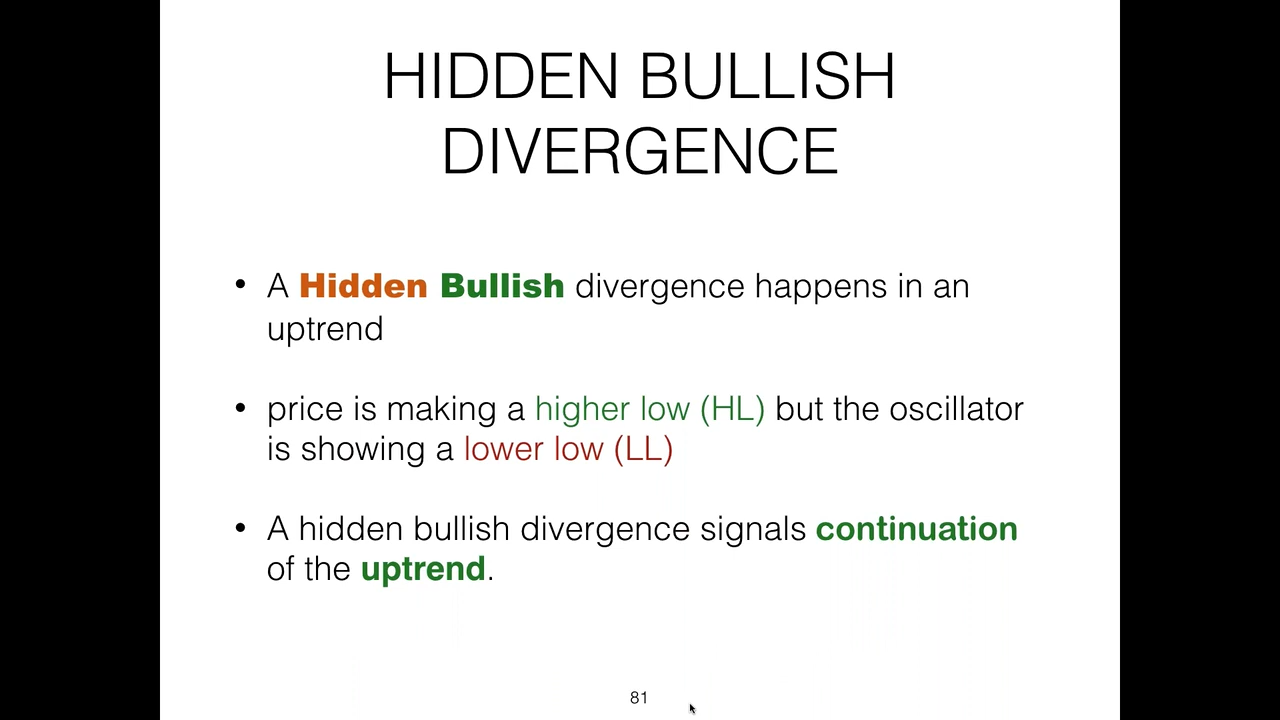 HIDDEN BULLISH
DIVERGENCE
• A Hidden Bullish divergence happens in an
uptrend
• price is making a higher low (HL) but the oscillator
is showing a lower low (LL)
• A hidden bullish divergence signals continuation
of the uptrend.
81